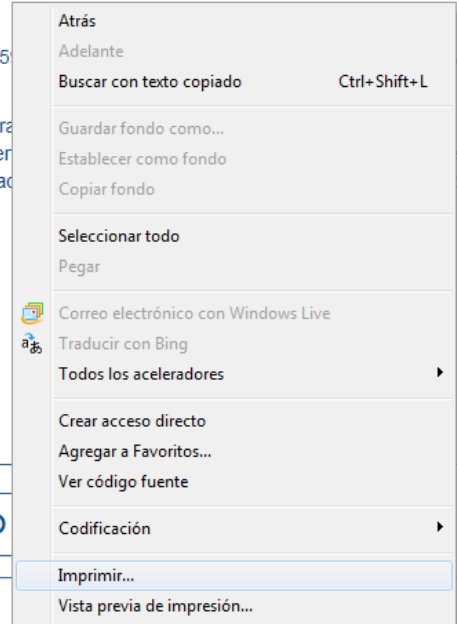 Atrás
Adelante
Buscar con texto copiado Ctrl+Shift+L
Guardar fondo como...
Establecer como fondo
Copiar fondo
Seleccionar todo
Pegar
Correo electrónico con Windows Live
Traducir con Bing
Todos los aceleradores
Crear acceso directo
Agregar a Favoritos...
Ver código fuente
Codificación
Imprimir...
Vista previa de impresión...